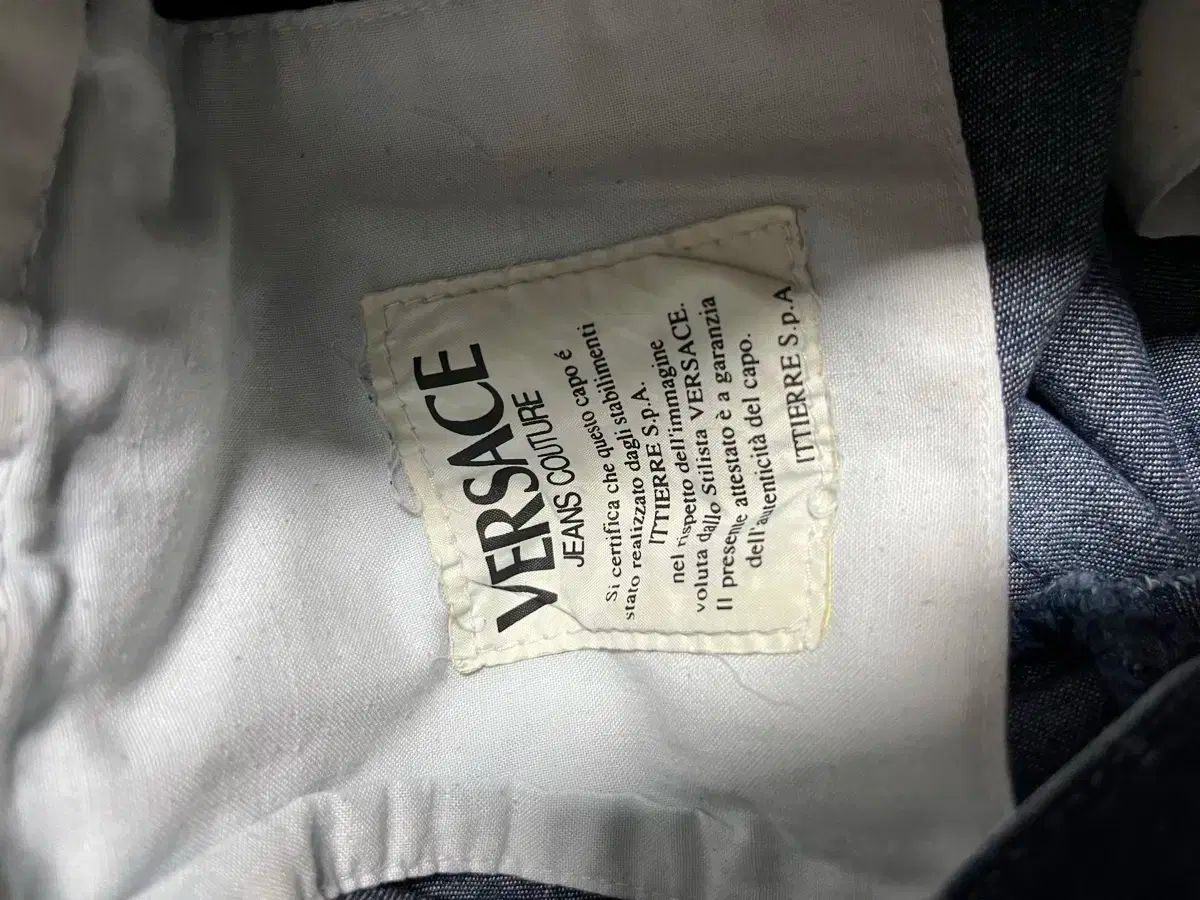 VERSACE
JEANS COUTURE
Si certifica che questo capo é
stato realizzato dagli stabilimenti
ITTIERRE S.p.A.
nel rispetto dell'immagine
voluta dallo Stilista VERSACE.
Il presente attestato è a garanzia
dell'autenticità del capo.
ITTIERRE S.p.A